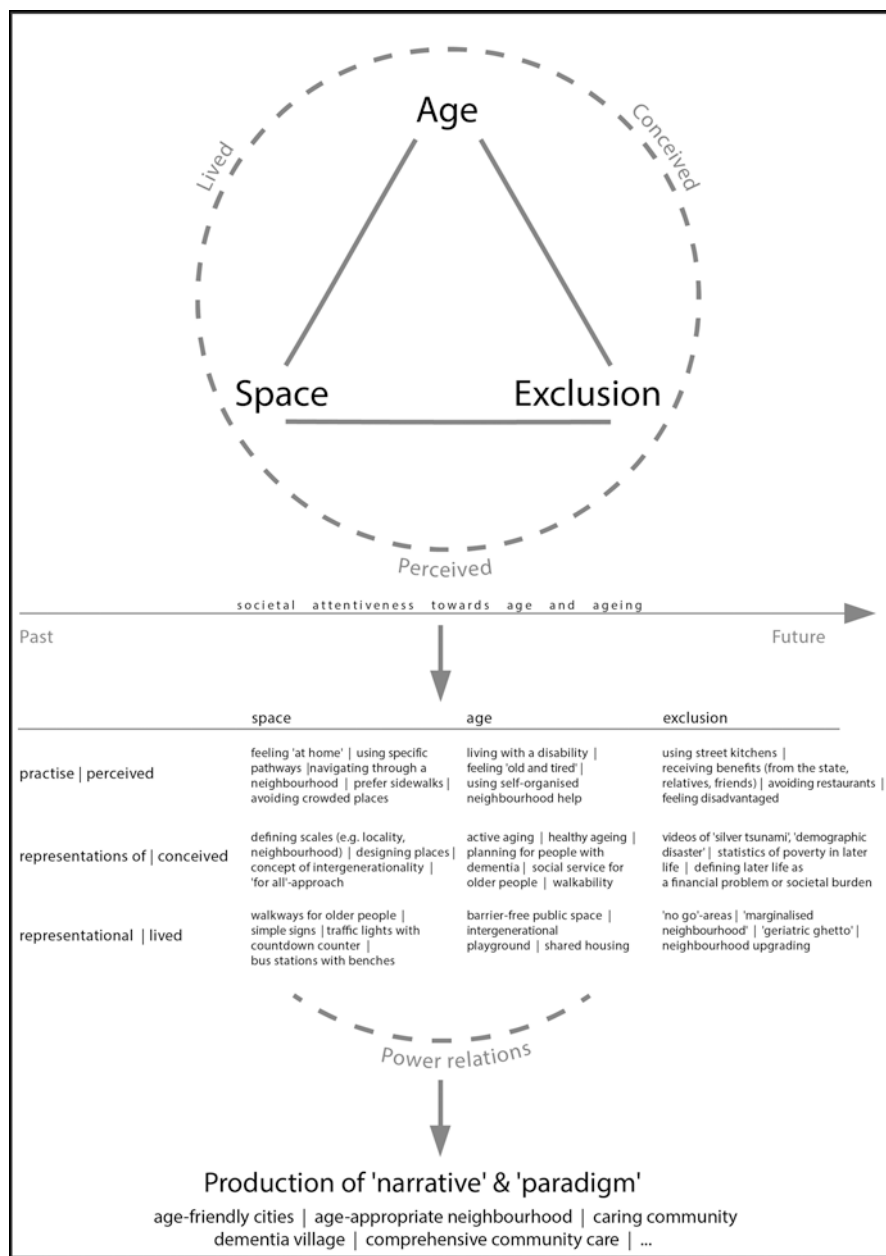 Age
Lived
Conceived
Space
Exclusion
Perceived
societal attentiveness towards age and ageing
Past
Future
space
age
exclusion
practise | perceived
feeling 'at home' | using specific
pathways |navigating through a
neighbourhood | prefer sidewalks |
avoiding crowded places
living with a disability |
feeling 'old and tired' |
using self-organised
neighbourhood help
using street kitchens |
receiving benefits (from the state,
relatives, friends) | avoiding restaurants |
feeling disadvantaged
representations of | conceived
defining scales (e.g. locality,
neighbourhood) | designing places |
concept of intergenerationality |
'for all'-approach
active aging | healthy ageing |
planning for people with
dementia | social service for
older people | walkability
videos of 'silver tsunami', 'demographic
disaster' | statistics of poverty in later
life | defining later life as
a financial problem or societal burden
representational | lived
walkways for older people |
simple signs | traffic lights with
countdown counter |
bus stations with benches
barrier-free public space |
intergenerational
playground | shared housing
'no go'-areas | 'marginalised
neighbourhood' | 'geriatric ghetto' |
neighbourhood upgrading
Power relations
Production of 'narrative' & 'paradigm'
age-friendly cities | age-appropriate neighbourhood | caring community
dementia village | comprehensive community care | ...